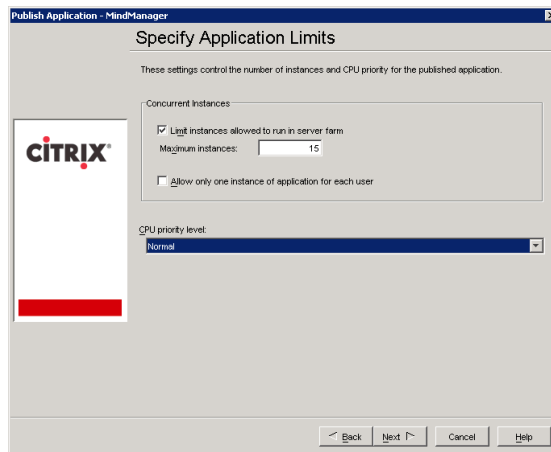 Publish Application - MindManager
Specify Application Limits
These settings control the number of instances and CPU priority for the published application.
Concurrent Instances
Limit instances allowed to run in server farm
Maximum instances: 15
CITRIX®
Allow only one instance of application for each user
CPU priority level:
Normal
Back Next Cancel Help